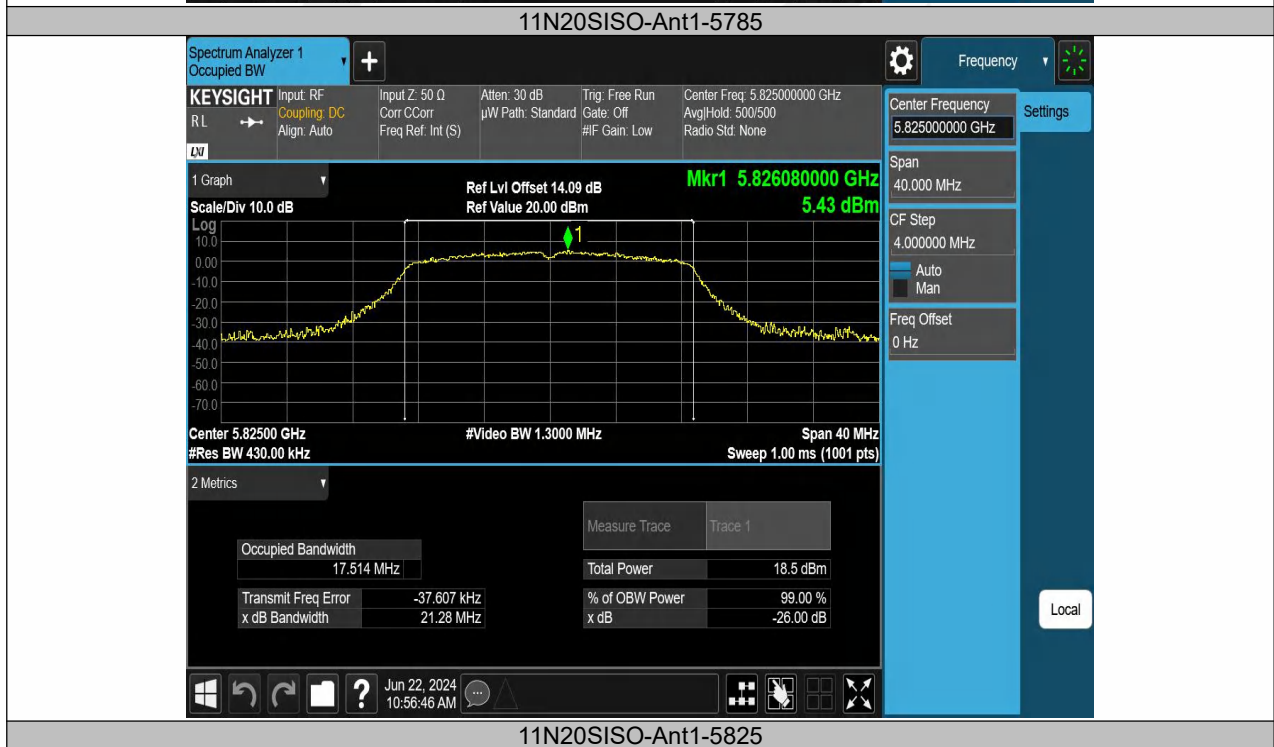 11N20SISO-Ant1-5785
Spectrum Analyzer 1
Occupied BW
+
Frequency
KEYSIGHT
R L
LXI
Input: RF
Coupling: DC
Align: Auto
Input Z: 50 Ω
Corr CCorr
Freq Ref: Int (S)
Atten: 30 dB
µW Path: Standard
Trig: Free Run
Gate: Off
#IF Gain: Low
Center Freq: 5.825000000 GHz
Avg|Hold: 500/500
Radio Std: None
Center Frequency
5.825000000 GHz
Settings
Span
40.000 MHz
CF Step
4.000000 MHz
Auto
Man
Freq Offset
0 Hz
Local
1 Graph
Scale/Div 10.0 dB
Ref Lvl Offset 14.09 dB
Ref Value 20.00 dBm
Mkr1 5.826080000 GHz
5.43 dBm
Log
10.0
0.00
-10.0
-20.0
-30.0
-40.0
-50.0
-60.0
-70.0
1
Center 5.82500 GHz
#Video BW 1.3000 MHz
Span 40 MHz
#Res BW 430.00 kHz
Sweep 1.00 ms (1001 pts)
2 Metrics
Measure Trace Trace 1
Occupied Bandwidth
17.514 MHz
Total Power 18.5 dBm
Transmit Freq Error -37.607 kHz
% of OBW Power 99.00 %
x dB Bandwidth 21.28 MHz
x dB -26.00 dB
?
Jun 22, 2024
10:56:46 AM
11N20SISO-Ant1-5825